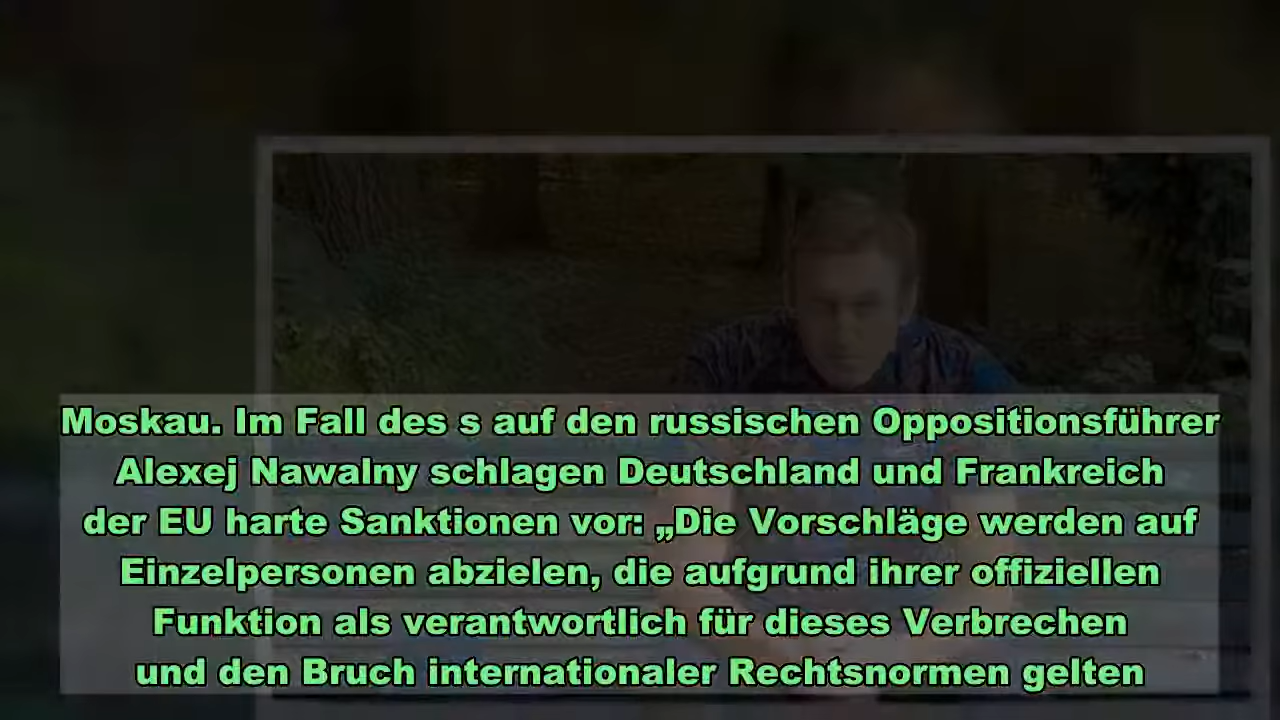 Moskau. Im Fall des s auf den russischen Oppositionsführer
Alexej Nawalny schlagen Deutschland und Frankreich
der EU harte Sanktionen vor: „Die Vorschläge werden auf
Einzelpersonen abzielen, die aufgrund ihrer offiziellen
Funktion als verantwortlich für dieses Verbrechen
und den Bruch internationaler Rechtsnormen gelten